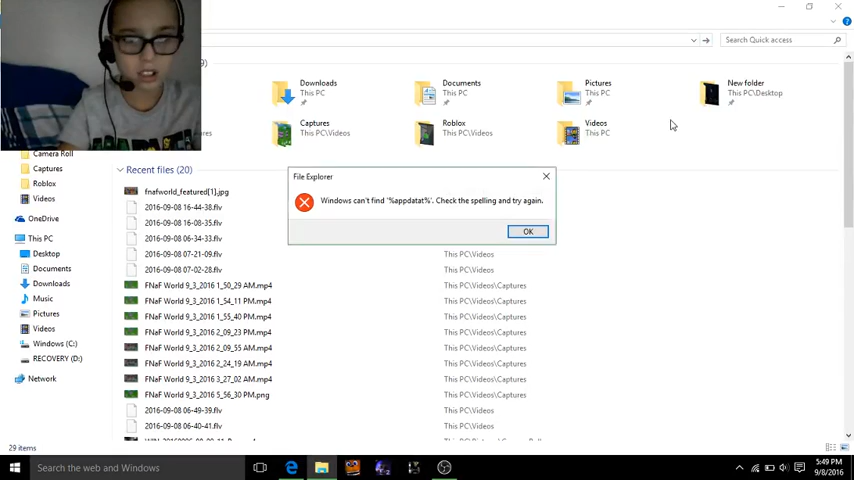 Search Quick access
9)
Downloads
This PC
Documents
This PC
Pictures
This PC
New folder
This PC\Desktop
Captures
This PC\Videos
Roblox
This PC\Videos
Videos
This PC
Camera Roll
Captures
Roblox
Videos
OneDrive
This PC
Desktop
Documents
Downloads
Music
Pictures
Videos
Windows (C:)
RECOVERY (D:)
Network
Recent files (20)
fnafworld_featured[1].jpg
2016-09-08 16-44-38.flv
2016-09-08 16-08-35.flv
2016-09-08 06-34-33.flv
2016-09-08 07-21-09.flv This PC\Videos
2016-09-08 07-02-28.flv This PC\Videos
FNaF World 9_3_2016 1_50_29 AM.mp4 This PC\Videos\Captures
FNaF World 9_3_2016 1_54_11 PM.mp4 This PC\Videos\Captures
FNaF World 9_3_2016 1_55_40 PM.mp4 This PC\Videos\Captures
FNaF World 9_3_2016 2_09_23 PM.mp4 This PC\Videos\Captures
FNaF World 9_3_2016 2_09_55 AM.mp4 This PC\Videos\Captures
FNaF World 9_3_2016 2_24_19 AM.mp4 This PC\Videos\Captures
FNaF World 9_3_2016 3_27_02 AM.mp4 This PC\Videos\Captures
FNaF World 9_3_2016 5_56_30 PM.png This PC\Videos\Captures
2016-09-08 06-49-39.flv This PC\Videos
2016-09-08 06-40-41.flv This PC\Videos
File Explorer
Windows can't find '%appdatat%'. Check the spelling and try again.
OK
29 items
Search the web and Windows
5:49 PM
9/8/2016